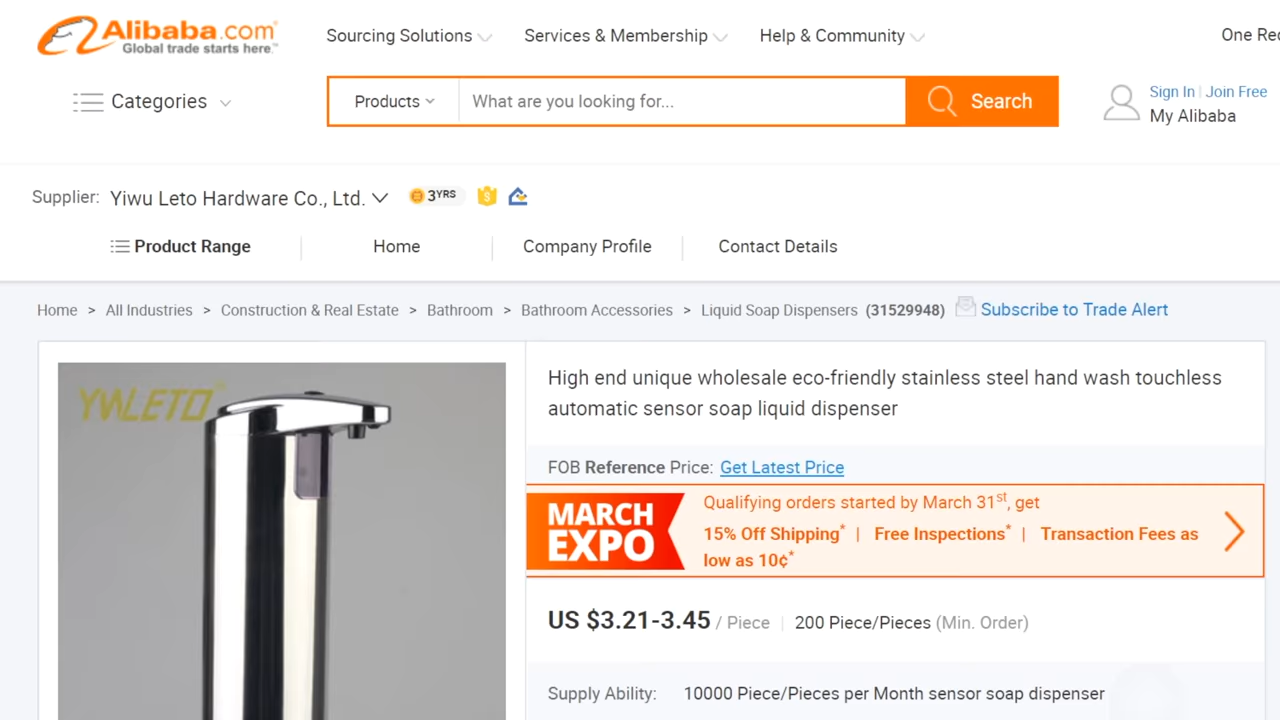 Alibaba.com
Global trade starts here.™
Sourcing Solutions
Services & Membership
Help & Community
One
Categories
Products
What are you looking for...
Search
Sign In | Join Free
My Alibaba
Supplier: Yiwu Leto Hardware Co., Ltd. 3YRS
Product Range
Home
Company Profile
Contact Details
Home > All Industries > Construction & Real Estate > Bathroom > Bathroom Accessories > Liquid Soap Dispensers (31529948) Subscribe to Trade Alert
YWLETO
High end unique wholesale eco-friendly stainless steel hand wash touchless
automatic sensor soap liquid dispenser
FOB Reference Price: Get Latest Price
MARCH
EXPO
Qualifying orders started by March 31st, get
15% Off Shipping* | Free Inspections* | Transaction Fees as
low as 10¢*
US $3.21-3.45 / Piece | 200 Piece/Pieces (Min. Order)
Supply Ability: 10000 Piece/Pieces per Month sensor soap dispenser